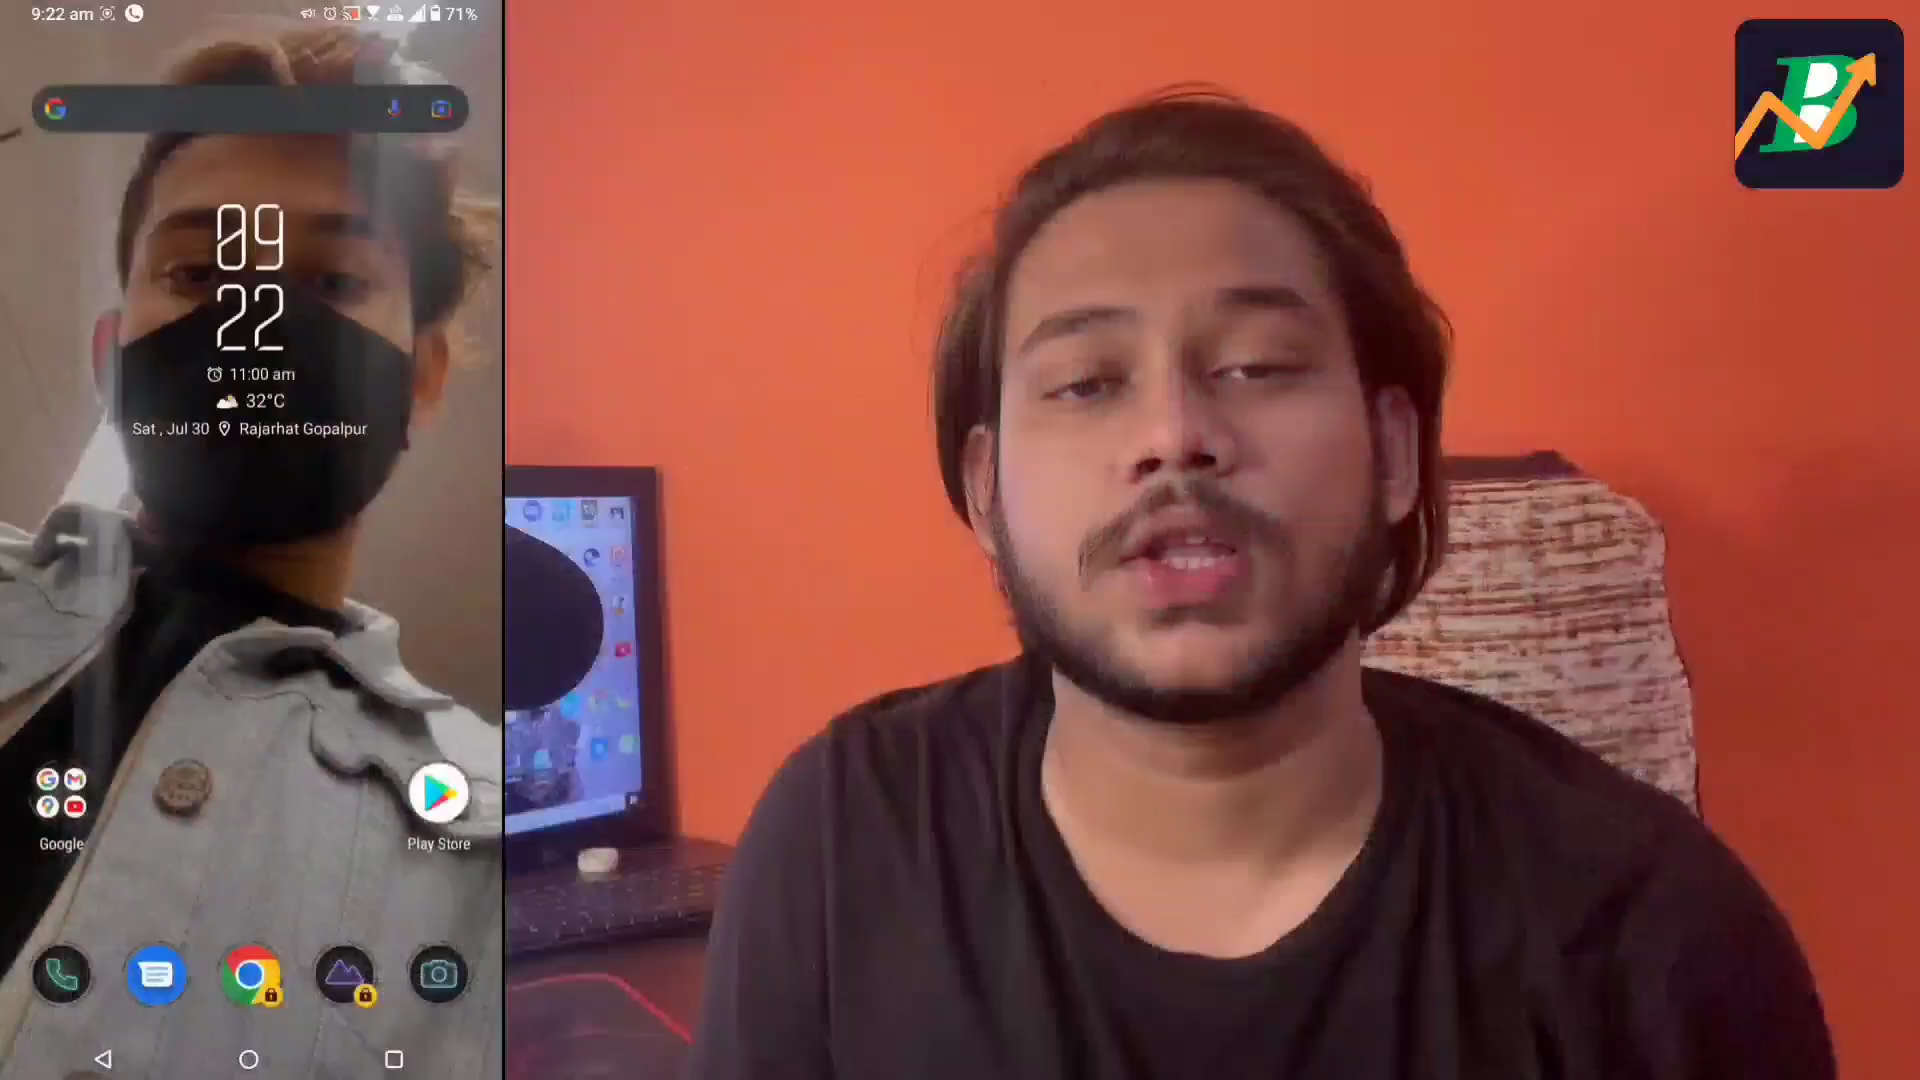 9:22 am
71%
09
22
11:00 am
32°C
Sat, Jul 30 Rajarhat Gopalpur
Google
Play Store
B